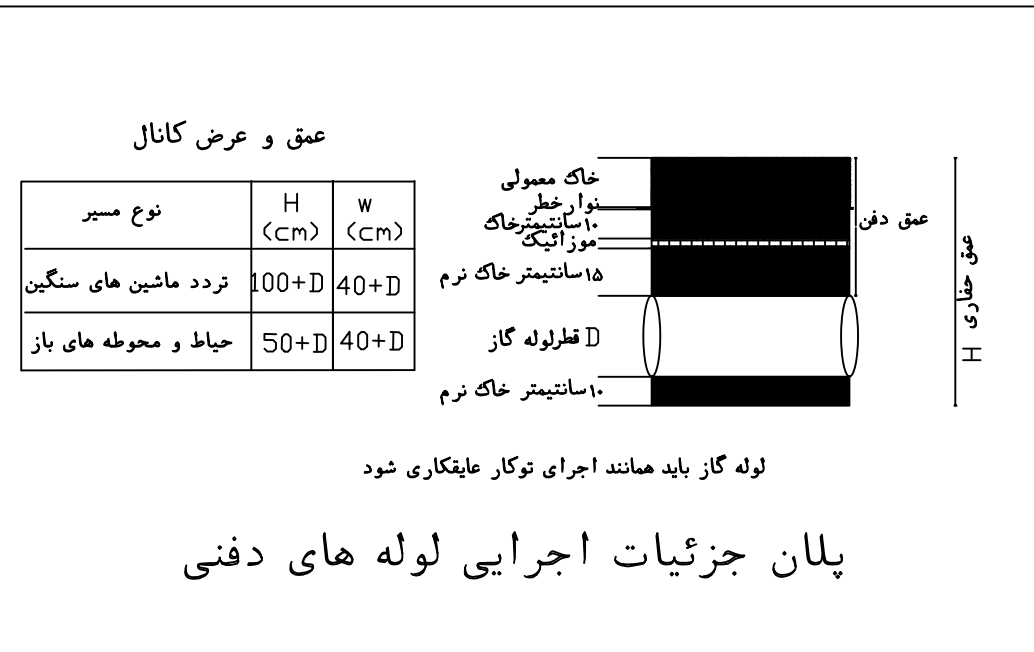 عمق و عرض کانال
نوع مسیر
H
(cm)
w
(cm)
تردد ماشین های سنگین
100+D
40+D
حیاط و محوطه های باز
50+D
40+D
خاک معمولی
نوار خطر
۱۰سانتیمترخاک
موزائیک
۱۵سانتیمتر خاک نرم
D قطرلوله گاز
۱۰سانتیمتر خاک نرم
عمق دفن
عمق حفاری H
لوله گاز باید همانند اجرای توکار عایقکاری شود
پلان جزئیات اجرایی لوله های دفنی